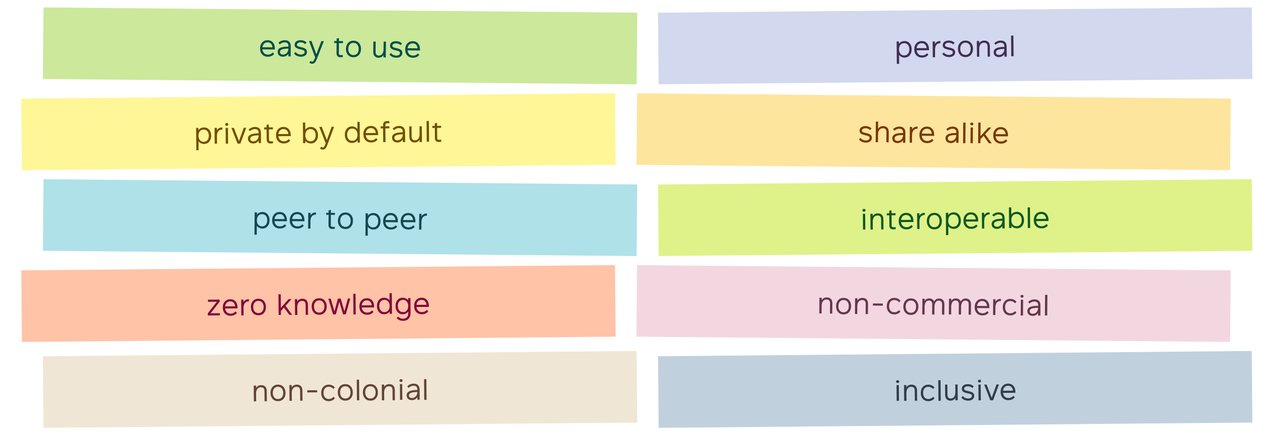 easy to use
personal
private by default
share alike
peer to peer
interoperable
zero knowledge
non-commercial
non-colonial
inclusive